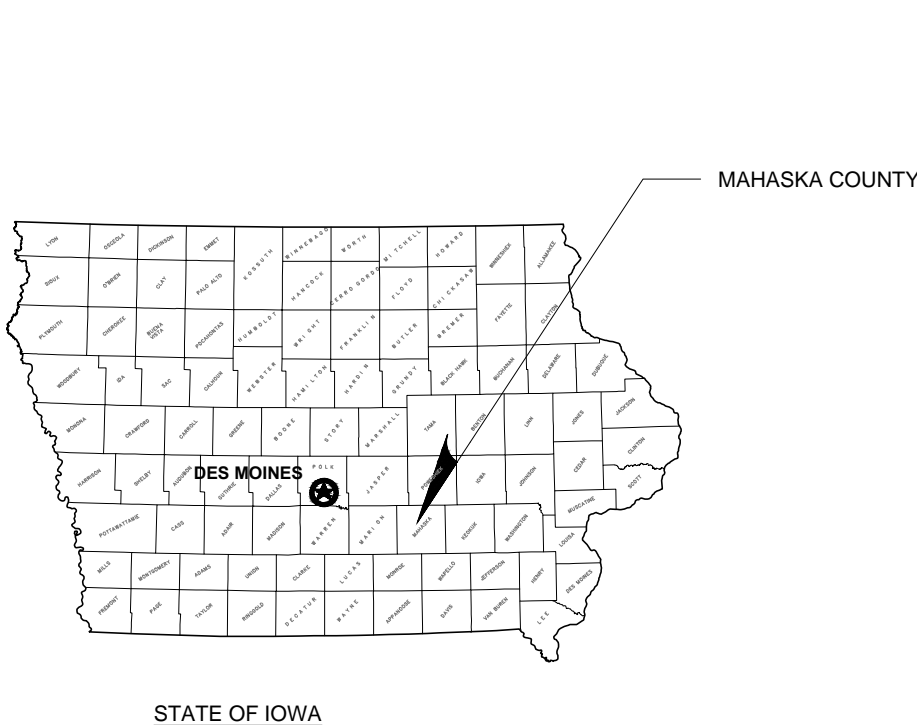 MAHASKA COUNTY
LYON
OSCEOLA
DICKINSON
EMMET
KOSSUTH
WINNEBAGO
WORTH
MITCHELL
HOWARD
WINNESHIEK
ALLAMAKEE
SIOUX
O'BRIEN
CLAY
PALO ALTO
HANCOCK
CERRO GORDO
FLOYD
CHICKASAW
PLYMOUTH
CHEROKEE
BUENA
VISTA
POCAHONTAS
HUMBOLDT
WRIGHT
FRANKLIN
BUTLER
BREMER
FAYETTE
CLAYTON
WOODBURY
IDA
SAC
CALHOUN
WEBSTER
HAMILTON
HARDIN
GRUNDY
BLACK HAWK
BUCHANAN
DELAWARE
DUBUQUE
MONONA
CRAWFORD
CARROLL
GREENE
BOONE
STORY
MARSHALL
TAMA
BENTON
LINN
JONES
JACKSON
CLINTON
HARRISON
SHELBY
AUDUBON
GUTHRIE
DALLAS
POLK
DES MOINES
JASPER
POWESHIEK
IOWA
JOHNSON
CEDAR
SCOTT
MUSCATINE
POTTAWATTAMIE
CASS
ADAIR
MADISON
WARREN
MARION
MAHASKA
KEOKUK
WASHINGTON
LOUISA
MILLS
MONTGOMERY
ADAMS
UNION
CLARKE
LUCAS
MONROE
WAPELLO
JEFFERSON
HENRY
DES MOINES
FREMONT
PAGE
TAYLOR
RINGGOLD
DECATUR
WAYNE
APPANOOSE
DAVIS
VAN BUREN
LEE
STATE OF IOWA